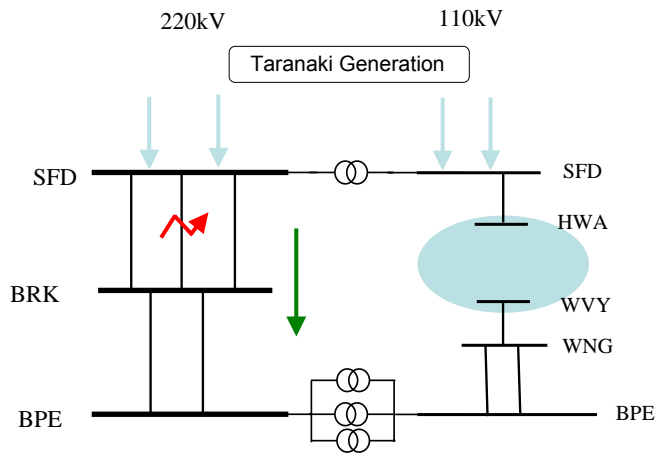 220kV
110kV
Taranaki Generation
SFD
SFD
HWA
BRK
WVY
WNG
BPE
BPE